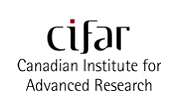 cifar
Canadian Institute for
Advanced Research